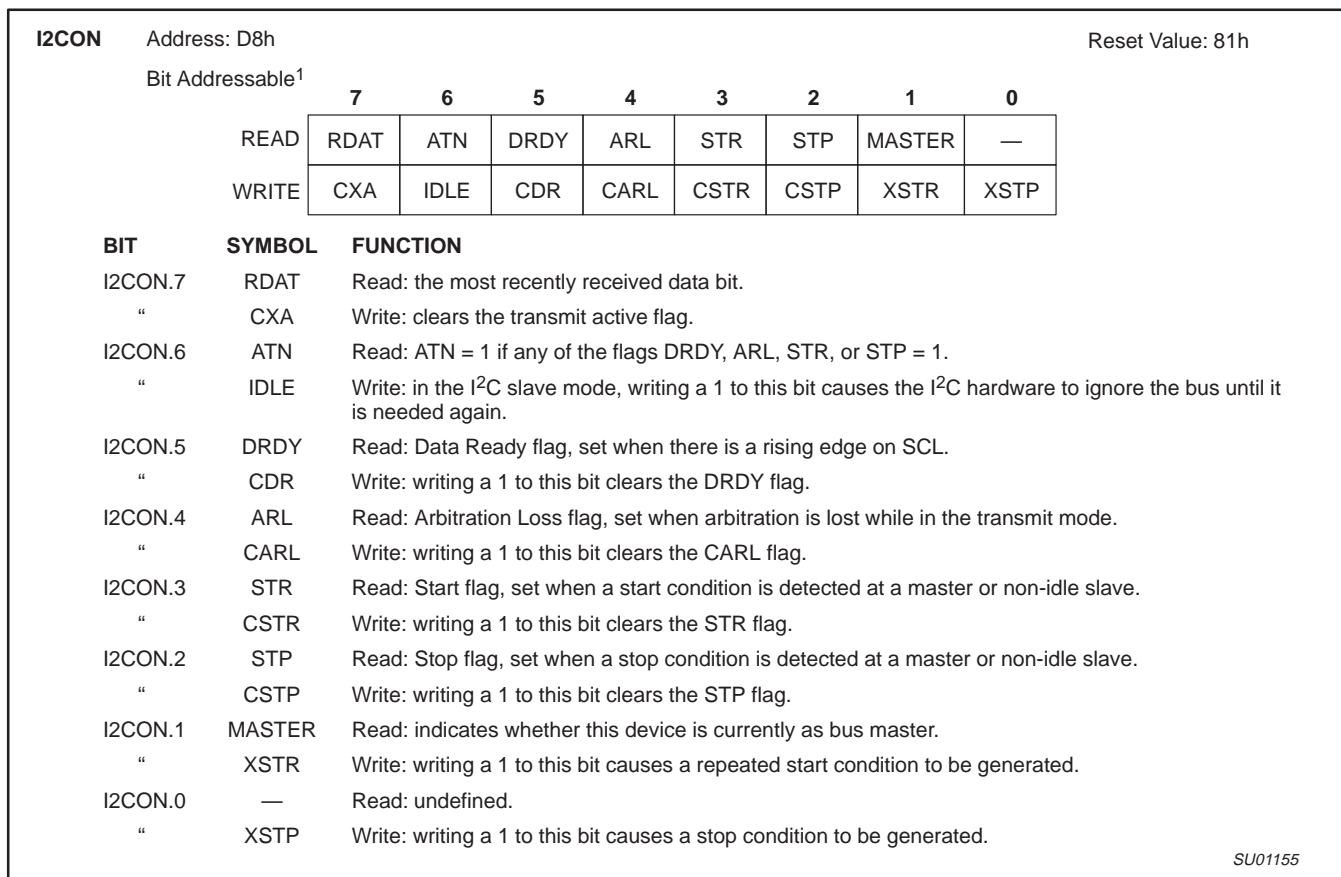 I2CON Address: D8h Reset Value: 81h
Bit Addressable1
7 6 5 4 3 2 1 0
READ RDAT ATN DRDY ARL STR STP MASTER —
WRITE CXA IDLE CDR CARL CSTR CSTP XSTR XSTP
BIT SYMBOL FUNCTION
I2CON.7 RDAT Read: the most recently received data bit.
“ CXA Write: clears the transmit active flag.
I2CON.6 ATN Read: ATN = 1 if any of the flags DRDY, ARL, STR, or STP = 1.
“ IDLE Write: in the I2C slave mode, writing a 1 to this bit causes the I2C hardware to ignore the bus until it
is needed again.
I2CON.5 DRDY Read: Data Ready flag, set when there is a rising edge on SCL.
“ CDR Write: writing a 1 to this bit clears the DRDY flag.
I2CON.4 ARL Read: Arbitration Loss flag, set when arbitration is lost while in the transmit mode.
“ CARL Write: writing a 1 to this bit clears the CARL flag.
I2CON.3 STR Read: Start flag, set when a start condition is detected at a master or non-idle slave.
“ CSTR Write: writing a 1 to this bit clears the STR flag.
I2CON.2 STP Read: Stop flag, set when a stop condition is detected at a master or non-idle slave.
“ CSTP Write: writing a 1 to this bit clears the STP flag.
I2CON.1 MASTER Read: indicates whether this device is currently as bus master.
“ XSTR Write: writing a 1 to this bit causes a repeated start condition to be generated.
I2CON.0 — Read: undefined.
“ XSTP Write: writing a 1 to this bit causes a stop condition to be generated.
SU01155